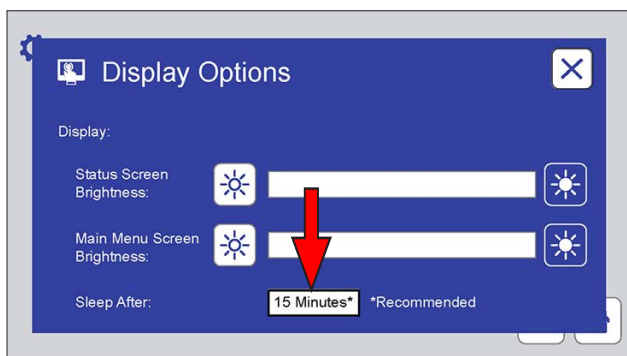 Display Options
Display:
Status Screen
Brightness:
Main Menu Screen
Brightness:
Sleep After:
15 Minutes*
*Recommended